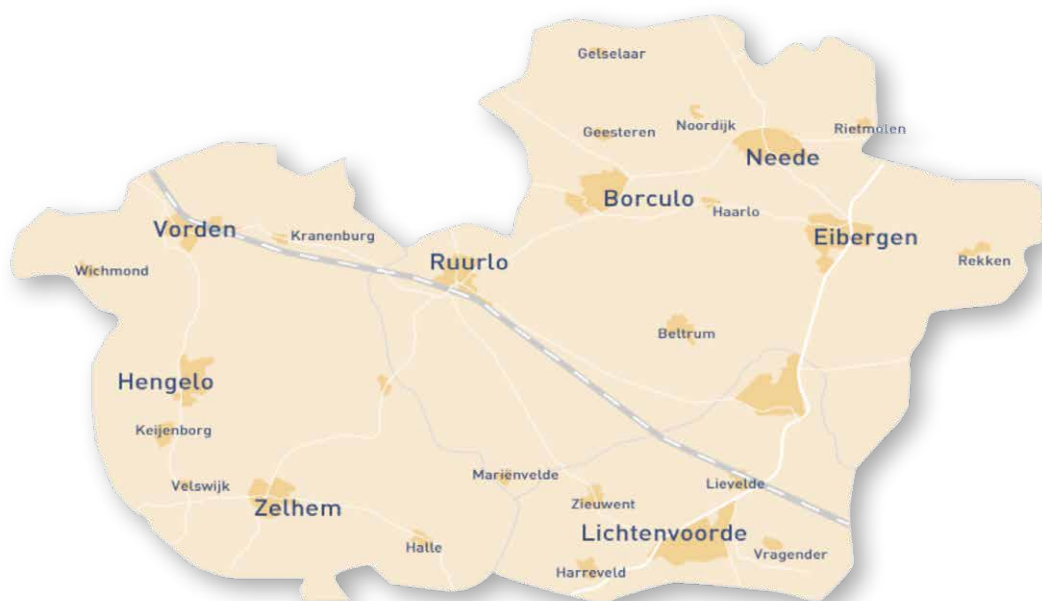 Gelselaar
Geesteren
Noordijk
Rietmolen
Neede
Borculo
Haarlo
Eibergen
Vorden
Kranenburg
Ruurlo
Rekken
Wichmond
Beltrum
Hengelo
Keijenborg
Mariënvelde
Lievelde
Velswijk
Zieuwent
Zelhem
Lichtenvoorde
Halle
Vragender
Harreveld